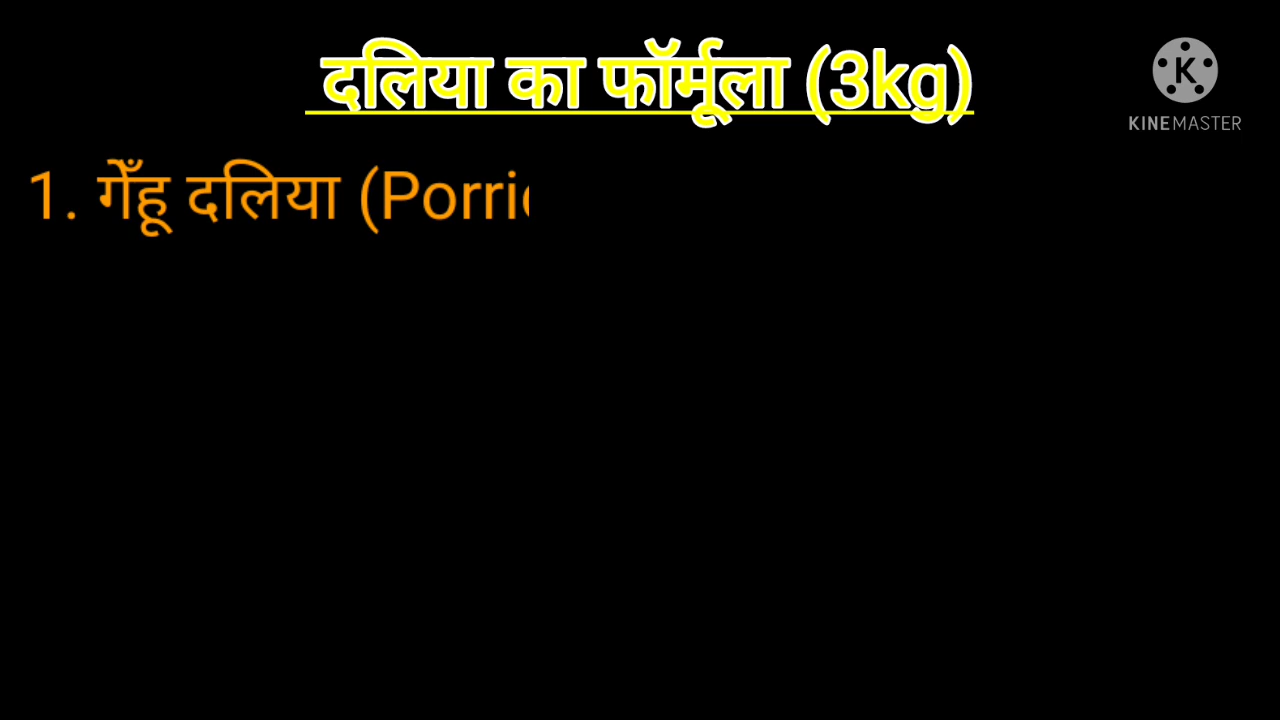 दलिया का फॉर्मूला (3kg)
KINEMASTER
1. गेँहू दलिया (Porri